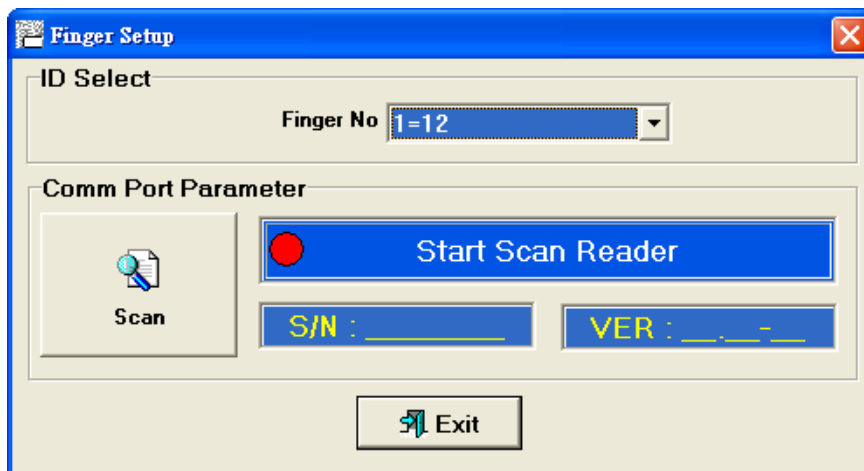 Finger Setup
ID Select
Finger No 1=12
Comm Port Parameter
Scan
Start Scan Reader
S/N : _________
VER : __.__-__
Exit